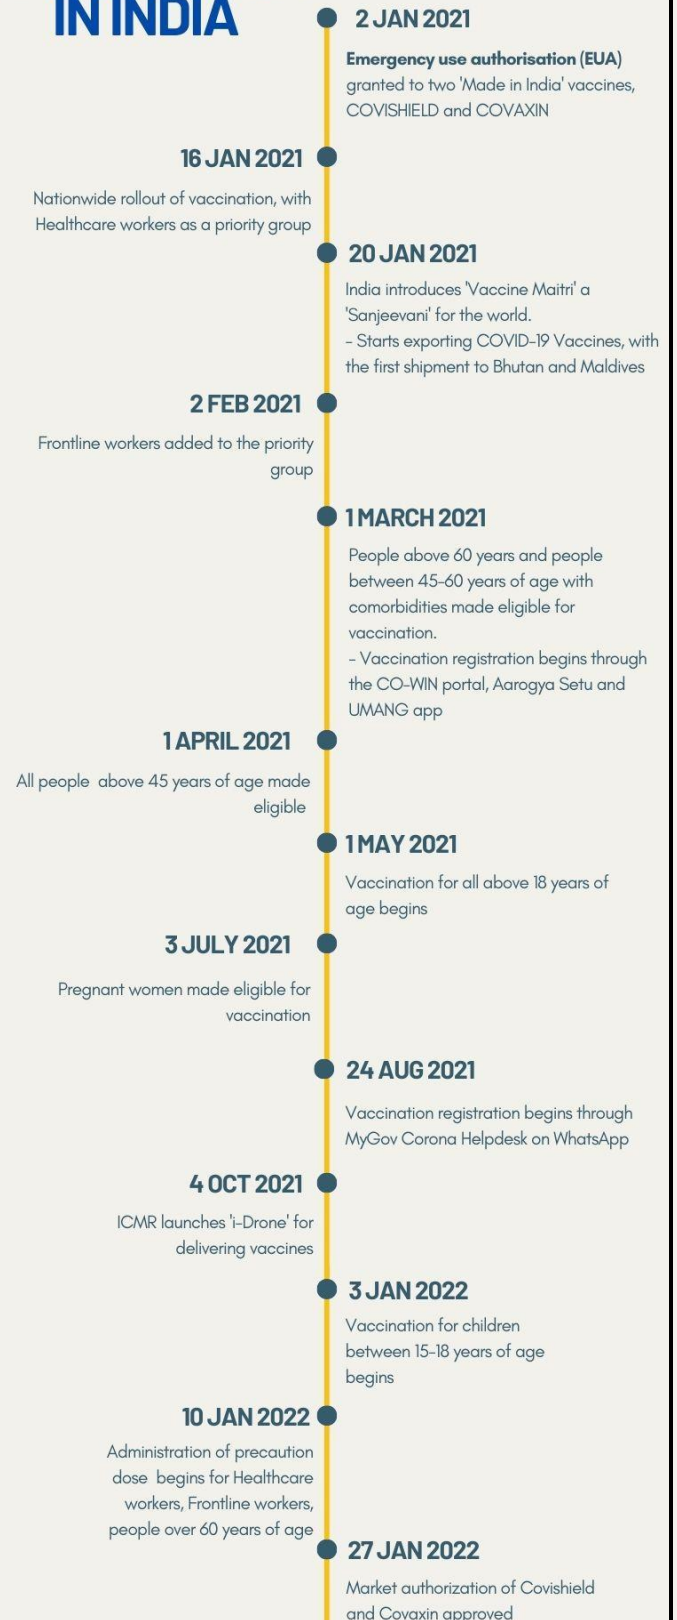 IN INDIA
2 JAN 2021
Emergency use authorisation (EUA)
granted to two 'Made in India' vaccines,
COVISHIELD and COVAXIN
16 JAN 2021
Nationwide rollout of vaccination, with
Healthcare workers as a priority group
20 JAN 2021
India introduces 'Vaccine Maitri' a
'Sanjeevani' for the world.
- Starts exporting COVID-19 Vaccines, with
the first shipment to Bhutan and Maldives
2 FEB 2021
Frontline workers added to the priority
group
1 MARCH 2021
People above 60 years and people
between 45-60 years of age with
comorbidities made eligible for
vaccination.
- Vaccination registration begins through
the CO-WIN portal, Aarogya Setu and
UMANG app
1 APRIL 2021
All people above 45 years of age made
eligible
1 MAY 2021
Vaccination for all above 18 years of
age begins
3 JULY 2021
Pregnant women made eligible for
vaccination
24 AUG 2021
Vaccination registration begins through
MyGov Corona Helpdesk on WhatsApp
4 OCT 2021
ICMR launches 'i-Drone' for
delivering vaccines
3 JAN 2022
Vaccination for children
between 15-18 years of age
begins
10 JAN 2022
Administration of precaution
dose begins for Healthcare
workers, Frontline workers,
people over 60 years of age
27 JAN 2022
Market authorization of Covishield
and Covaxin approved